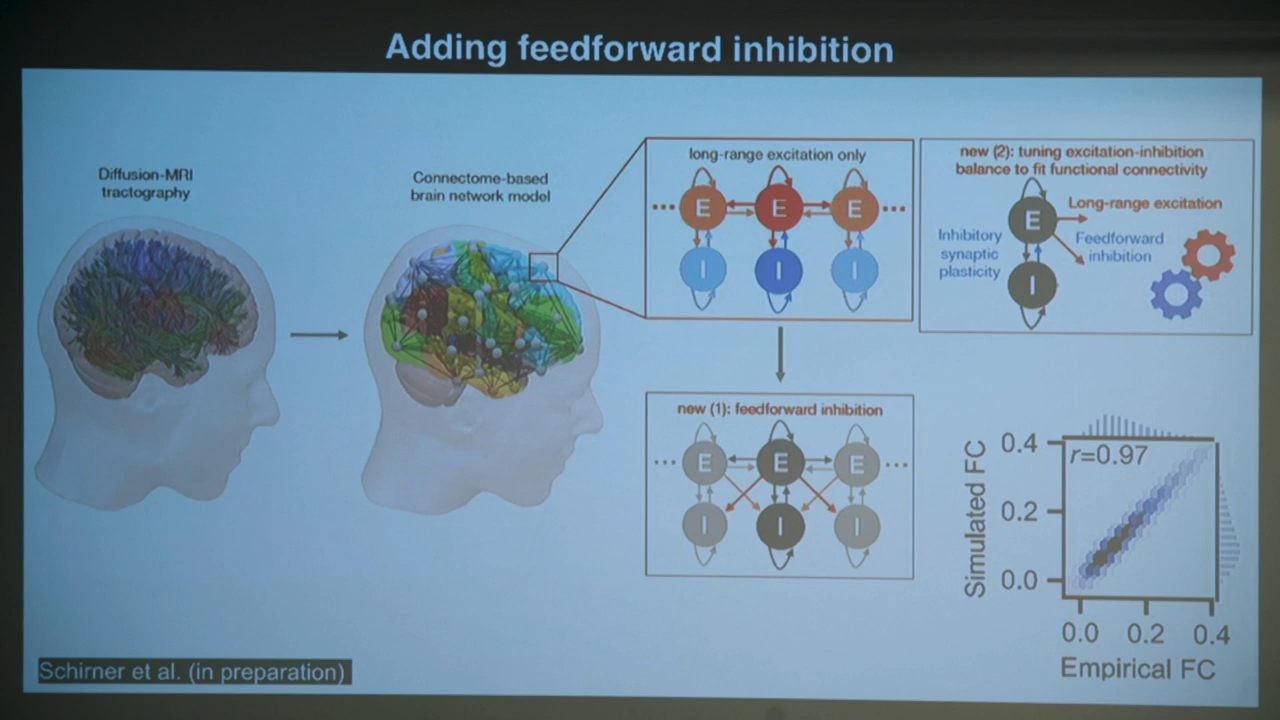 Adding feedforward inhibition
Diffusion-MRI
tractography
Connectome-based
brain network model
long-range excitation only
... E E E ...
I I I
new (2): tuning excitation-inhibition
balance to fit functional connectivity
E
Long-range excitation
Inhibitory
synaptic
plasticity
Feedforward
inhibition
I
new (1): feedforward inhibition
... E E E ...
I I I
Simulated FC
0.4
0.2
0.0
r=0.97
0.0 0.2 0.4
Empirical FC
Schirner et al. (in preparation)